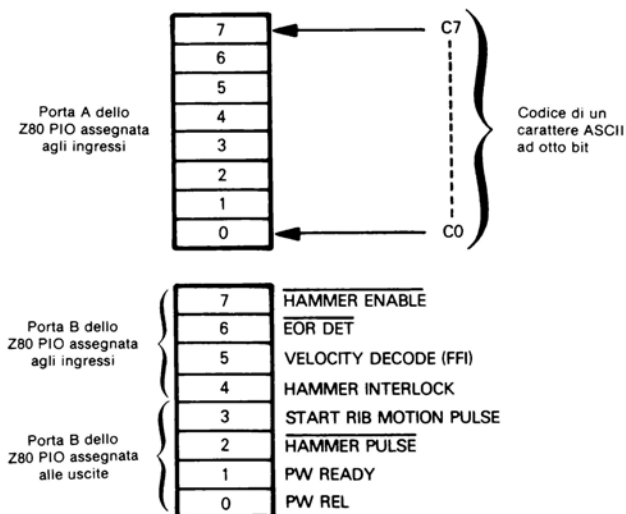 7
6
5
4
3
2
1
0
Porta A dello
Z80 PIO assegnata
agli ingressi
C7
C0
Codice di un
carattere ASCII
ad otto bit
Porta B dello
Z80 PIO assegnata
agli ingressi
7 HAMMER ENABLE
6 EOR DET
5 VELOCITY DECODE (FFI)
4 HAMMER INTERLOCK
Porta B dello
Z80 PIO assegnata
alle uscite
3 START RIB MOTION PULSE
2 HAMMER PULSE
1 PW READY
0 PW REL